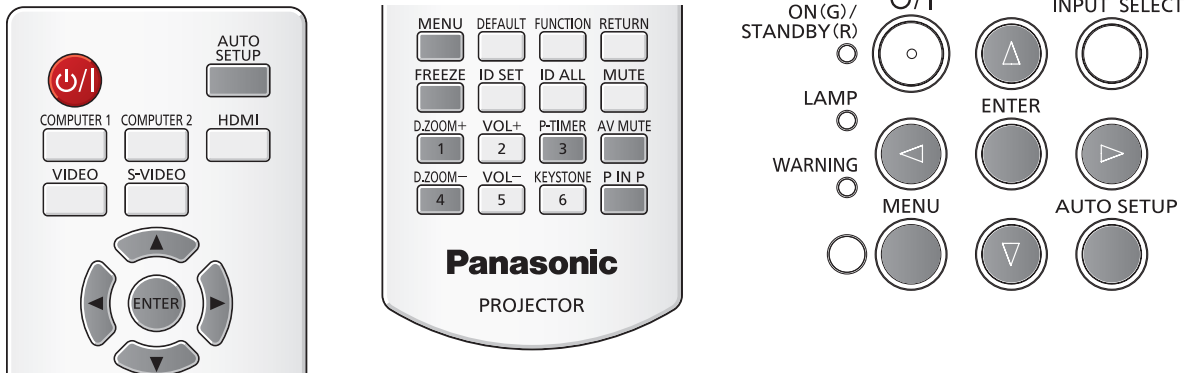 AUTO
SETUP
COMPUTER 1 COMPUTER 2 HDMI
VIDEO S-VIDEO
ENTER
MENU DEFAULT FUNCTION RETURN
FREEZE ID SET ID ALL MUTE
D.ZOOM+ VOL+ P-TIMER AV MUTE
1 2 3
D.ZOOM− VOL− KEYSTONE P IN P
4 5 6
Panasonic
PROJECTOR
ON(G)/
STANDBY(R)
INPUT SELECT
LAMP
ENTER
WARNING
MENU
AUTO SETUP